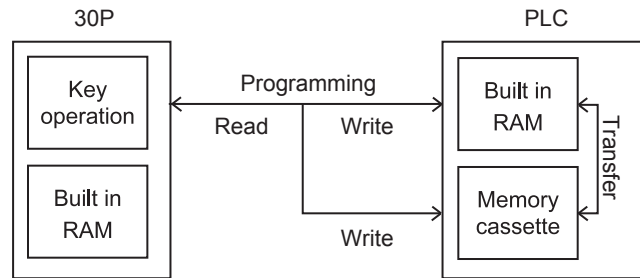 30P
PLC
Key
operation
Built in
RAM
Programming
Read
Write
Write
Built in
RAM
Memory
cassette
Transfer